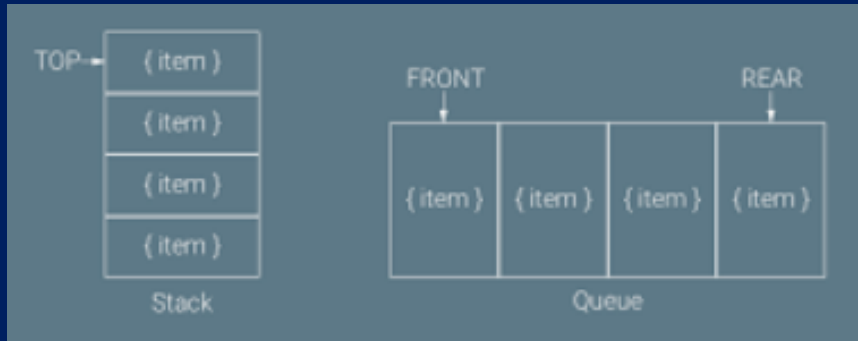 TOP
{ item }
{ item }
{ item }
{ item }
Stack
FRONT
REAR
{ item } { item } { item } { item }
Queue